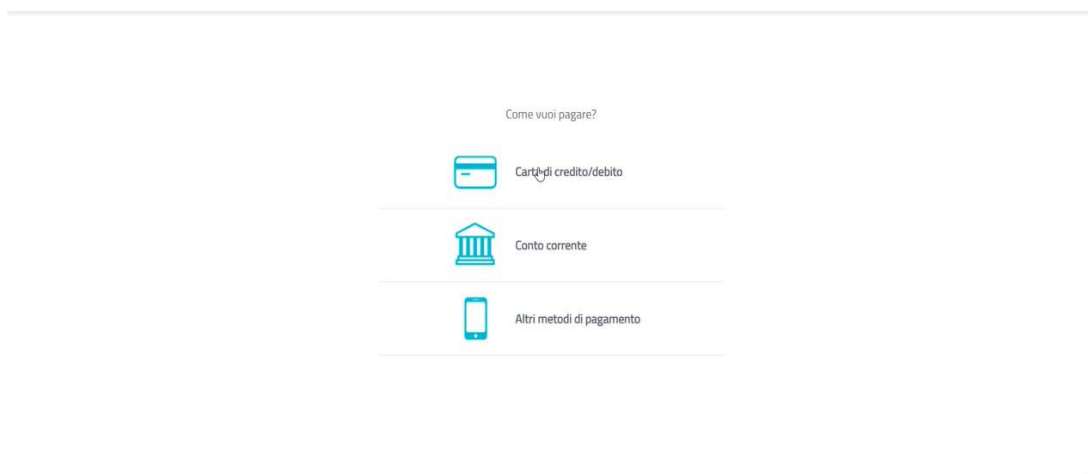 Come vuoi pagare?
Carta di credito/debito
Conto corrente
Altri metodi di pagamento